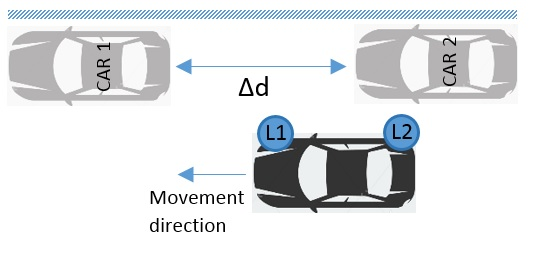 CAR 1
CAR 2
Δd
L1
L2
Movement
direction